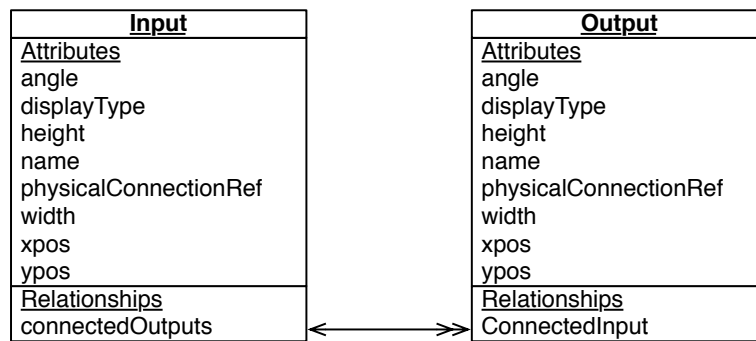 Input
Attributes
angle
displayType
height
name
physicalConnectionRef
width
xpos
ypos
Relationships
connectedOutputs
Output
Attributes
angle
displayType
height
name
physicalConnectionRef
width
xpos
ypos
Relationships
ConnectedInput